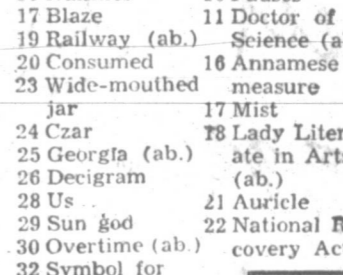 17 Blaze
19 Railway (ab.)
20 Consumed
23 Wide-mouthed
jar
24 Czar
25 Georgia (ab.)
26 Decigram
28 Us
29 Sun god
30 Overtime (ab.)
32 Symbol for
11 Doctor of
Science (a
16 Annamese
measure
17 Mist
18 Lady Liter
ate in Art
(ab.)
21 Auricle
22 National R
covery Ac